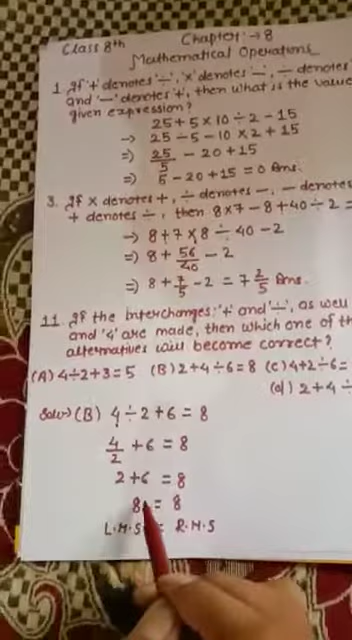 Class 8th Chapter:→8
Mathematical Operations
1. If '+' denotes '÷', '×' denotes '−', '÷' denotes
and '−' denotes '+', then what is the value
given expression?
25+5×10÷2-15
→ 25÷5-10×2+15
⇒) 25/5 -20+15
⇒) 5-20+15=0 Ans.
3. If × denotes +, ÷ denotes −, − denotes
+ denotes ÷, then 8×7-8+40÷2=
→ 8+7×8÷40-2
⇒) 8+56/40-2
⇒) 8+7/5-2=7 2/5 Ans.
11. If the interchanges: '+' and '÷', as well
and '4' are made, then which one of th
alternatives will become correct?
(A) 4÷2+3=5 (B) 2+4÷6=8 (C) 4+2÷6=
(d) 2+4÷
Solu:→(B) 4÷2+6=8
4/2+6=8
2+6=8
8=8
L.H.S = R.H.S